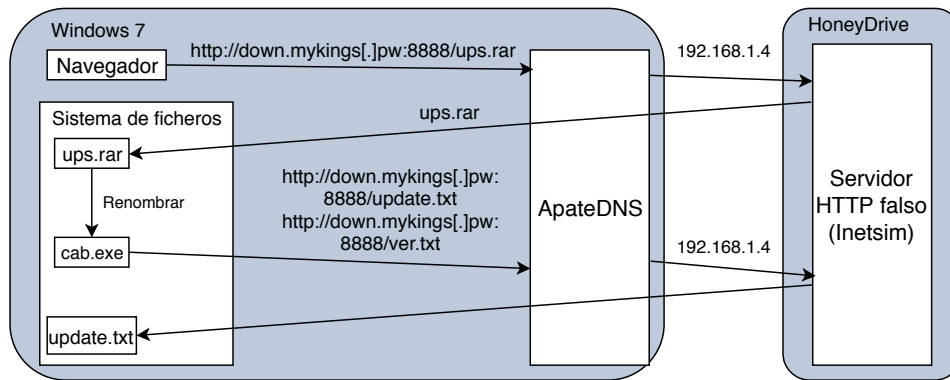 Windows 7
HoneyDrive
Navegador
http://down.mykings[.]pw:8888/ups.rar
192.168.1.4
Sistema de ficheros
ups.rar
ups.rar
Renombrar
http://down.mykings[.]pw:
8888/update.txt
http://down.mykings[.]pw:
8888/ver.txt
cab.exe
ApateDNS
192.168.1.4
Servidor
HTTP falso
(Inetsim)
update.txt